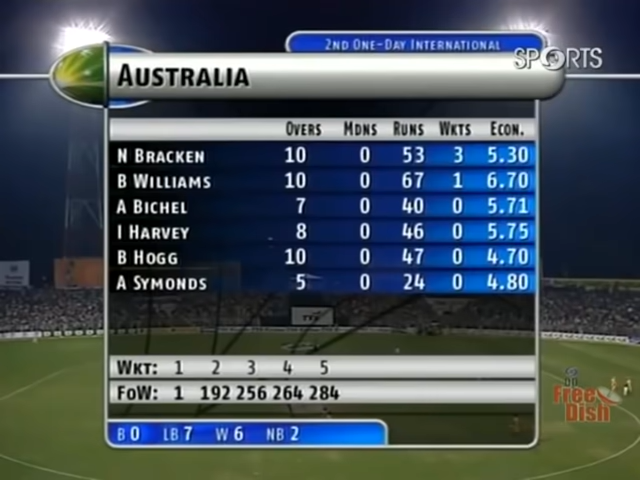 2ND ONE-DAY INTERNATIONAL
SPORTS
AUSTRALIA
OVERS MDNS RUNS WKTS ECON.
N BRACKEN 10 0 53 3 5.30
B WILLIAMS 10 0 67 1 6.70
A BICHEL 7 0 40 0 5.71
I HARVEY 8 0 46 0 5.75
B HOGG 10 0 47 0 4.70
A SYMONDS 5 0 24 0 4.80
WKT: 1 2 3 4 5
FOW: 1 192 256 264 284
B 0 LB 7 W 6 NB 2
DD
Free
Dish